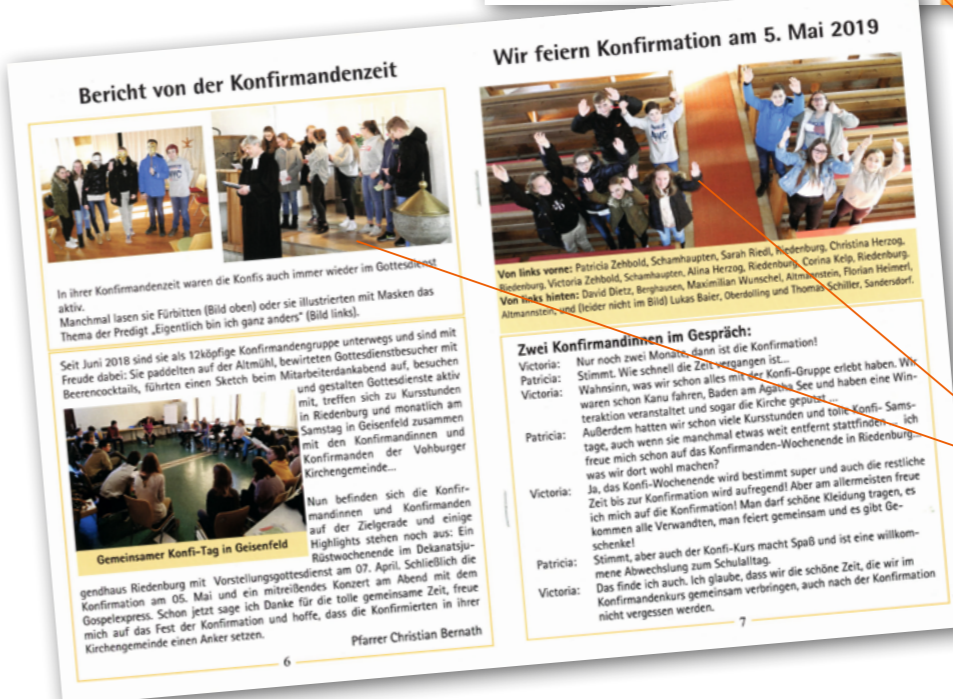 Bericht von der Konfirmandenzeit
In ihrer Konfirmandenzeit waren die Konfis auch immer wieder im Gottesdienst
aktiv.
Manchmal lasen sie Fürbitten (Bild oben) oder sie illustrierten mit Masken das
Thema der Predigt „Eigentlich bin ich ganz anders" (Bild links).
Seit Juni 2018 sind sie als 12köpfige Konfirmandengruppe unterwegs und sind mit
Freude dabei: Sie paddelten auf der Altmühl, bewirteten Gottesdienstbesucher mit
Beerencocktails, führten einen Sketch beim Mitarbeiterdankabend auf, besuchen
und gestalten Gottesdienste aktiv
mit, treffen sich zu Kursstunden
in Riedenburg und monatlich am
Samstag in Geisenfeld zusammen
mit den Konfirmandinnen und
Konfirmanden der Vohburger
Kirchengemeinde...
Nun befinden sich die Konfir-
mandinnen und Konfirmanden
auf der Zielgerade und einige
Highlights stehen noch aus: Ein
Rüstwochenende im Dekanatsju-
Gemeinsamer Konfi-Tag in Geisenfeld
gendhaus Riedenburg mit Vorstellungsgottesdienst am 07. April. Schließlich die
Konfirmation am 05. Mai und ein mitreißendes Konzert am Abend mit dem
Gospelexpress. Schon jetzt sage ich Danke für die tolle gemeinsame Zeit, freue
mich auf das Fest der Konfirmation und hoffe, dass die Konfirmierten in ihrer
Kirchengemeinde einen Anker setzen.
Pfarrer Christian Bernath
6
Wir feiern Konfirmation am 5. Mai 2019
Von links vorne: Patricia Zehbold, Schamhaupten, Sarah Riedl, Riedenburg, Christina Herzog,
Riedenburg, Victoria Zehbold, Schamhaupten, Alina Herzog, Riedenburg, Corina Kelp, Riedenburg.
Von links hinten: David Dietz, Berghausen, Maximilian Wunschel, Altmannstein, Florian Heimerl,
Altmannstein, und (leider nicht im Bild) Lukas Baier, Oberdolling und Thomas Schiller, Sandersdorf.
Zwei Konfirmandinnen im Gespräch:
Victoria: Nur noch zwei Monate, dann ist die Konfirmation!
Patricia: Stimmt. Wie schnell die Zeit vergangen ist...
Victoria: Wahnsinn, was wir schon alles mit der Konfi-Gruppe erlebt haben. Wir
waren schon Kanu fahren, Baden am Agatha See und haben eine Win-
teraktion veranstaltet und sogar die Kirche geputzt ...
Patricia: Außerdem hatten wir schon viele Kursstunden und tolle Konfi- Sams-
tage, auch wenn sie manchmal etwas weit entfernt stattfinden ... ich
freue mich schon auf das Konfirmanden-Wochenende in Riedenburg...
was wir dort wohl machen?
Victoria: Ja, das Konfi-Wochenende wird bestimmt super und auch die restliche
Zeit bis zur Konfirmation wird aufregend! Aber am allermeisten freue
ich mich auf die Konfirmation! Man darf schöne Kleidung tragen, es
kommen alle Verwandten, man feiert gemeinsam und es gibt Ge-
schenke!
Patricia: Stimmt, aber auch der Konfi-Kurs macht Spaß und ist eine willkom-
mene Abwechslung zum Schulalltag.
Victoria: Das finde ich auch. Ich glaube, dass wir die schöne Zeit, die wir im
Konfirmandenkurs gemeinsam verbringen, auch nach der Konfirmation
nicht vergessen werden.
7